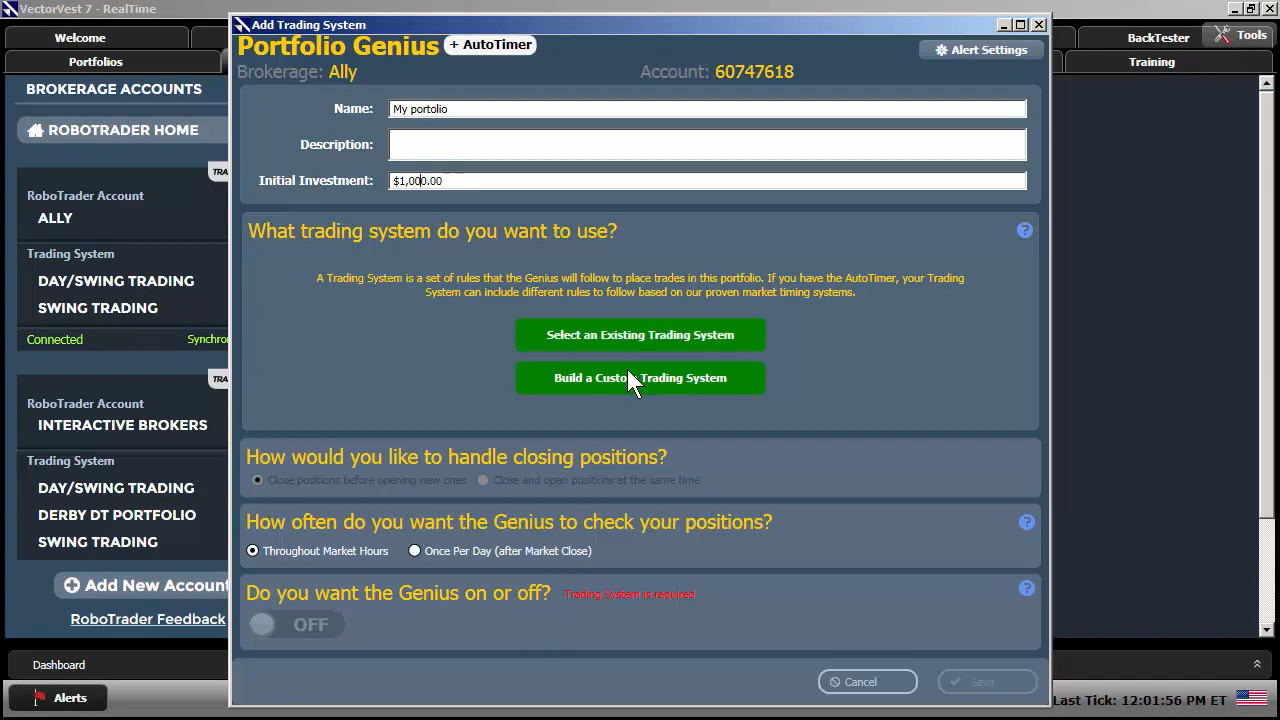 VectorVest 7 - RealTime
Welcome
BackTester
Tools
Portfolios
Training
BROKERAGE ACCOUNTS
ROBOTRADER HOME
TRA
RoboTrader Account
ALLY
Trading System
DAY/SWING TRADING
SWING TRADING
Connected
Synchro
TRA
RoboTrader Account
INTERACTIVE BROKERS
Trading System
DAY/SWING TRADING
DERBY DT PORTFOLIO
SWING TRADING
Add New Account
RoboTrader Feedback
Add Trading System
Portfolio Genius + AutoTimer
Alert Settings
Brokerage: Ally
Account: 60747618
Name: My portolio
Description:
Initial Investment: $1,000.00
What trading system do you want to use?
A Trading System is a set of rules that the Genius will follow to place trades in this portfolio. If you have the AutoTimer, your Trading
System can include different rules to follow based on our proven market timing systems.
Select an Existing Trading System
Build a Custom Trading System
How would you like to handle closing positions?
Close positions before opening new ones
Close and open positions at the same time
How often do you want the Genius to check your positions?
Throughout Market Hours
Once Per Day (after Market Close)
Do you want the Genius on or off? Trading System is required
OFF
Cancel
Save
Dashboard
Alerts
Last Tick: 12:01:56 PM ET